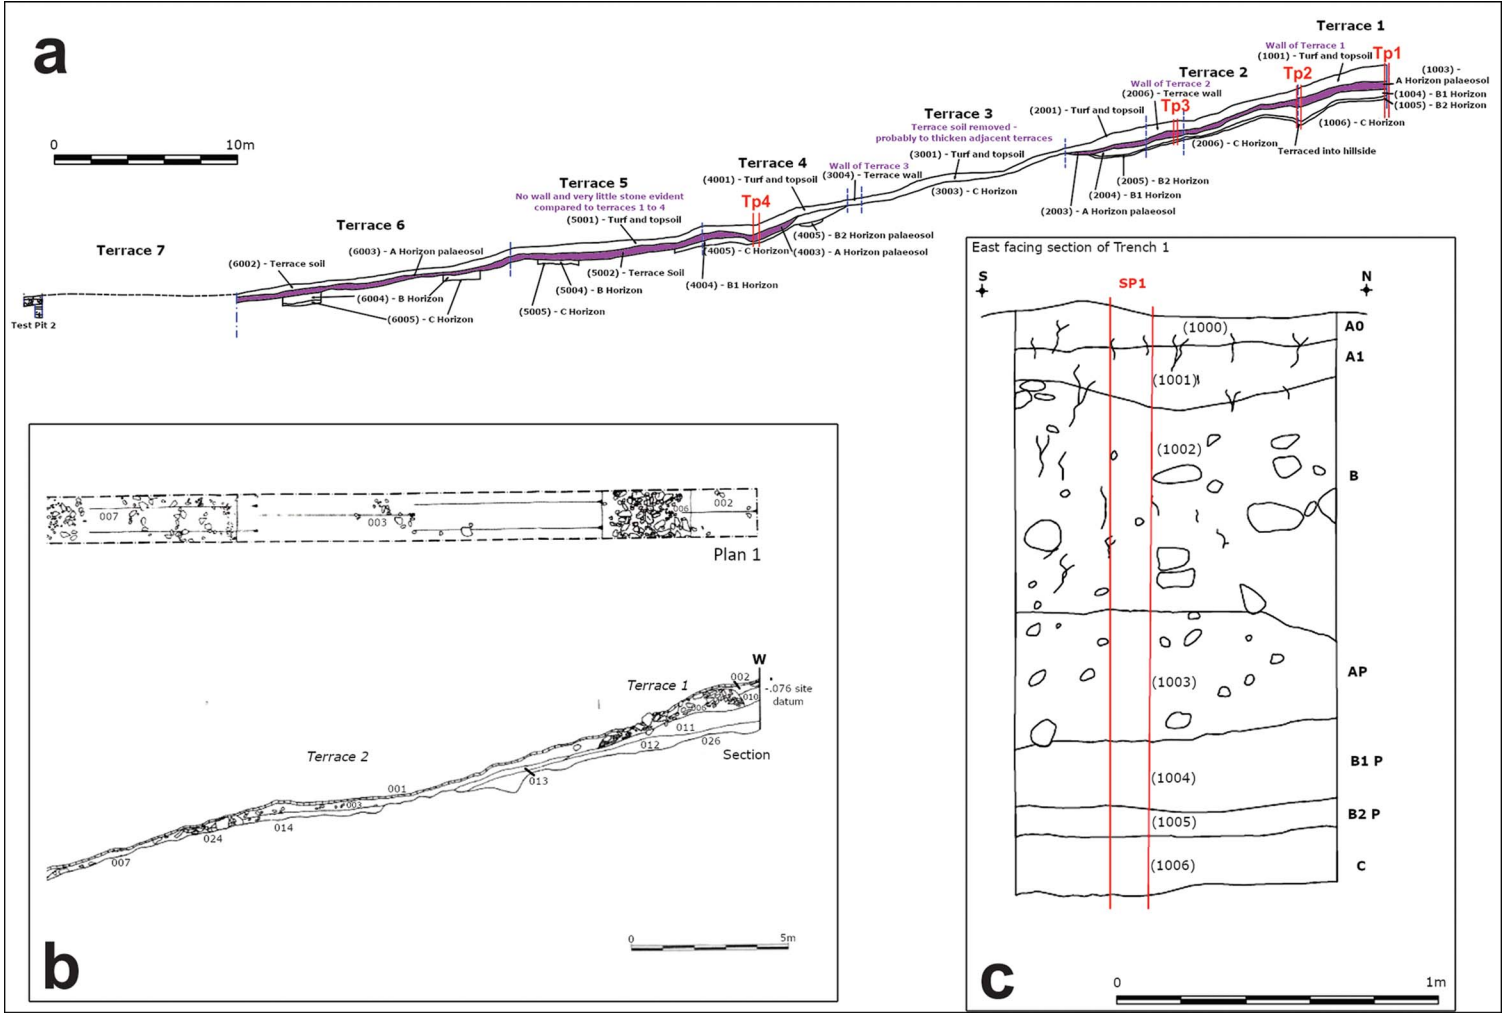 a
Terrace 1
Wall of Terrace 1
(1001) - Turf and topsoil
Tp1
Tp2
(1003) -
A Horizon palaeosol
(1004) - B1 Horizon
(1005) - B2 Horizon
(1006) - C Horizon
Terraced into hillside
Terrace 2
Wall of Terrace 2
(2006) - Terrace wall
Tp3
(2001) - Turf and topsoil
(2006) - C Horizon
(2005) - B2 Horizon
(2004) - B1 Horizon
(2003) - A Horizon palaeosol
Terrace 3
Terrace soil removed -
probably to thicken adjacent terraces
(3001) - Turf and topsoil
(3003) - C Horizon
Wall of Terrace 3
(3004) - Terrace wall
Terrace 4
(4001) - Turf and topsoil
Tp4
(4005) - B2 Horizon palaeosol
(4005) - C Horizon
(4003) - A Horizon palaeosol
(4004) - B1 Horizon
Terrace 5
No wall and very little stone evident
compared to terraces 1 to 4
(5001) - Turf and topsoil
(5002) - Terrace Soil
(5004) - B Horizon
(5005) - C Horizon
Terrace 6
(6003) - A Horizon palaeosol
(6002) - Terrace soil
(6004) - B Horizon
(6005) - C Horizon
Terrace 7
Test Pit 2
0 10m
b
007
003
006
002
Plan 1
W
002
-.076 site
datum
Terrace 1
010
006
011
012
026
Section
013
Terrace 2
001
003
014
024
007
0 5m
c
East facing section of Trench 1
S
N
SP1
(1000)
A0
A1
(1001)
(1002)
B
AP
(1003)
B1 P
(1004)
B2 P
(1005)
(1006)
C
0 1m